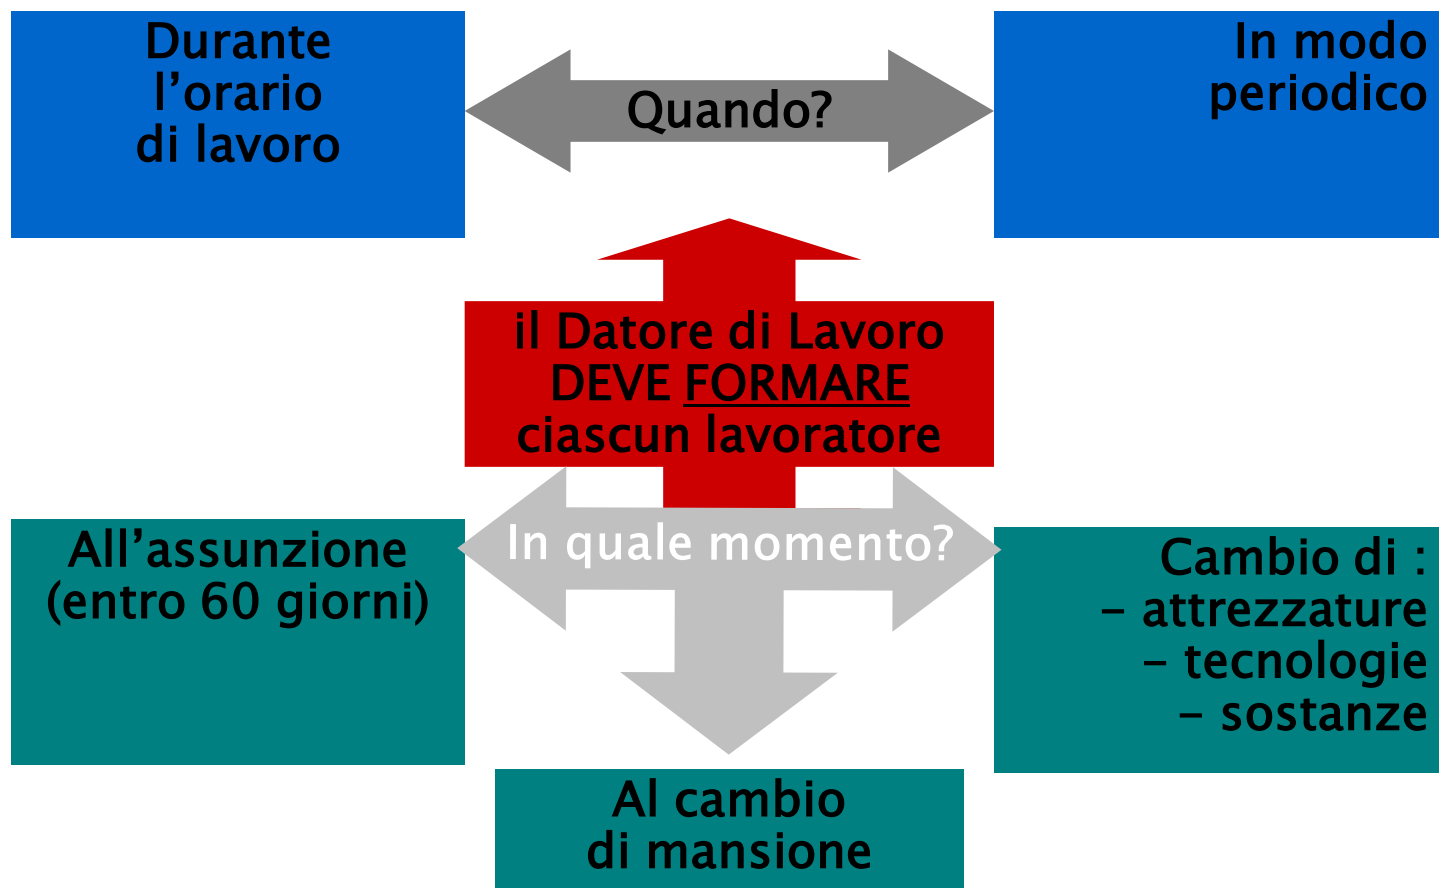 Durante
l’orario
di lavoro
Quando?
In modo
periodico
il Datore di Lavoro
DEVE FORMARE
ciascun lavoratore
In quale momento?
All’assunzione
(entro 60 giorni)
Cambio di :
– attrezzature
– tecnologie
– sostanze
Al cambio
di mansione